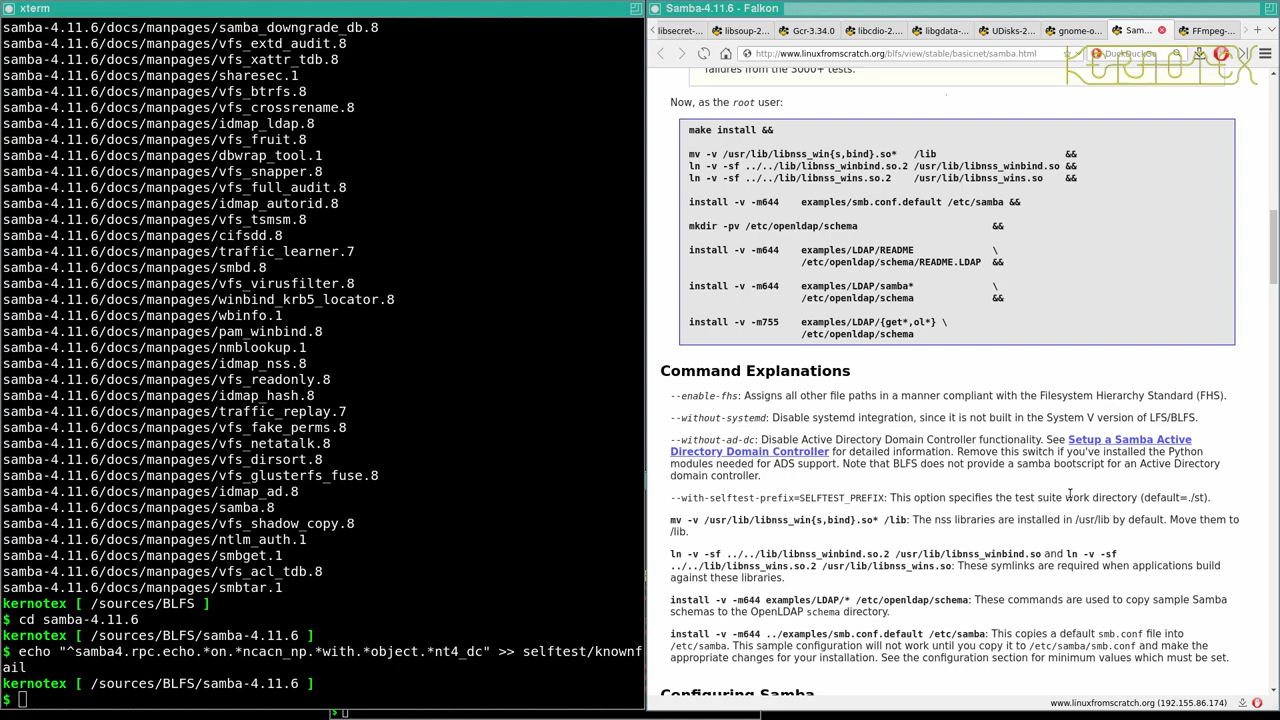 xterm
samba-4.11.6/docs/manpages/samba_downgrade_db.8
samba-4.11.6/docs/manpages/vfs_extd_audit.8
samba-4.11.6/docs/manpages/vfs_xattr_tdb.8
samba-4.11.6/docs/manpages/sharesec.1
samba-4.11.6/docs/manpages/vfs_btrfs.8
samba-4.11.6/docs/manpages/vfs_crossrename.8
samba-4.11.6/docs/manpages/idmap_ldap.8
samba-4.11.6/docs/manpages/vfs_fruit.8
samba-4.11.6/docs/manpages/dbwrap_tool.1
samba-4.11.6/docs/manpages/vfs_snapper.8
samba-4.11.6/docs/manpages/vfs_full_audit.8
samba-4.11.6/docs/manpages/idmap_autorid.8
samba-4.11.6/docs/manpages/vfs_tsmsm.8
samba-4.11.6/docs/manpages/cifsdd.8
samba-4.11.6/docs/manpages/traffic_learner.7
samba-4.11.6/docs/manpages/smbd.8
samba-4.11.6/docs/manpages/vfs_virusfilter.8
samba-4.11.6/docs/manpages/winbind_krb5_locator.8
samba-4.11.6/docs/manpages/wbinfo.1
samba-4.11.6/docs/manpages/pam_winbind.8
samba-4.11.6/docs/manpages/nmblookup.1
samba-4.11.6/docs/manpages/idmap_nss.8
samba-4.11.6/docs/manpages/vfs_readonly.8
samba-4.11.6/docs/manpages/idmap_hash.8
samba-4.11.6/docs/manpages/traffic_replay.7
samba-4.11.6/docs/manpages/vfs_fake_perms.8
samba-4.11.6/docs/manpages/vfs_netatalk.8
samba-4.11.6/docs/manpages/vfs_dirsort.8
samba-4.11.6/docs/manpages/vfs_glusterfs_fuse.8
samba-4.11.6/docs/manpages/idmap_ad.8
samba-4.11.6/docs/manpages/samba.8
samba-4.11.6/docs/manpages/vfs_shadow_copy.8
samba-4.11.6/docs/manpages/ntlm_auth.1
samba-4.11.6/docs/manpages/smbget.1
samba-4.11.6/docs/manpages/vfs_acl_tdb.8
samba-4.11.6/docs/manpages/smbtar.1
kernotex [ /sources/BLFS ]
$ cd samba-4.11.6
kernotex [ /sources/BLFS/samba-4.11.6 ]
$ echo "^samba4.rpc.echo.*on.*ncacn_np.*with.*object.*nt4_dc" >> selftest/knownf
ail
kernotex [ /sources/BLFS/samba-4.11.6 ]
$
$
Samba-4.11.6 - Falkon
libsecret-... libsoup-2... Gcr-3.34.0 libcdio-2... libgdata-... UDisks-2... gnome-o... Sam... FFmpeg-...
http://www.linuxfromscratch.org/blfs/view/stable/basicnet/samba.html DuckDuckGo
KERNOTEX
failures from the 3000+ tests.
Now, as the root user:
make install &&
mv -v /usr/lib/libnss_win{s,bind}.so* /lib &&
ln -v -sf ../../lib/libnss_winbind.so.2 /usr/lib/libnss_winbind.so &&
ln -v -sf ../../lib/libnss_wins.so.2 /usr/lib/libnss_wins.so &&
install -v -m644 examples/smb.conf.default /etc/samba &&
mkdir -pv /etc/openldap/schema &&
install -v -m644 examples/LDAP/README \
/etc/openldap/schema/README.LDAP &&
install -v -m644 examples/LDAP/samba* \
/etc/openldap/schema &&
install -v -m755 examples/LDAP/{get*,ol*} \
/etc/openldap/schema
Command Explanations
--enable-fhs: Assigns all other file paths in a manner compliant with the Filesystem Hierarchy Standard (FHS).
--without-systemd: Disable systemd integration, since it is not built in the System V version of LFS/BLFS.
--without-ad-dc: Disable Active Directory Domain Controller functionality. See Setup a Samba Active
Directory Domain Controller for detailed information. Remove this switch if you've installed the Python
modules needed for ADS support. Note that BLFS does not provide a samba bootscript for an Active Directory
domain controller.
--with-selftest-prefix=SELFTEST_PREFIX: This option specifies the test suite work directory (default=./st).
mv -v /usr/lib/libnss_win{s,bind}.so* /lib: The nss libraries are installed in /usr/lib by default. Move them to
/lib.
ln -v -sf ../../lib/libnss_winbind.so.2 /usr/lib/libnss_winbind.so and ln -v -sf
../../lib/libnss_wins.so.2 /usr/lib/libnss_wins.so: These symlinks are required when applications build
against these libraries.
install -v -m644 examples/LDAP/* /etc/openldap/schema: These commands are used to copy sample Samba
schemas to the OpenLDAP schema directory.
install -v -m644 ../examples/smb.conf.default /etc/samba: This copies a default smb.conf file into
/etc/samba. This sample configuration will not work until you copy it to /etc/samba/smb.conf and make the
appropriate changes for your installation. See the configuration section for minimum values which must be set.
Configuring Samba
www.linuxfromscratch.org (192.155.86.174)